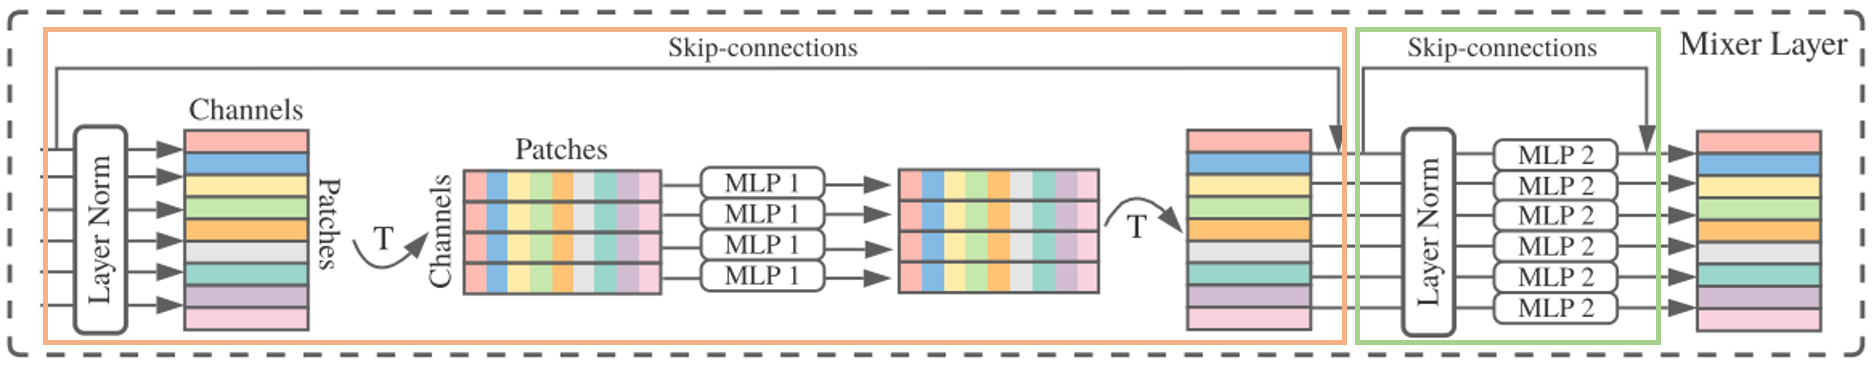 Skip-connections
Skip-connections
Mixer Layer
Layer Norm
Channels
Patches
T
Channels
Patches
MLP 1
MLP 1
MLP 1
MLP 1
T
Layer Norm
MLP 2
MLP 2
MLP 2
MLP 2
MLP 2
MLP 2